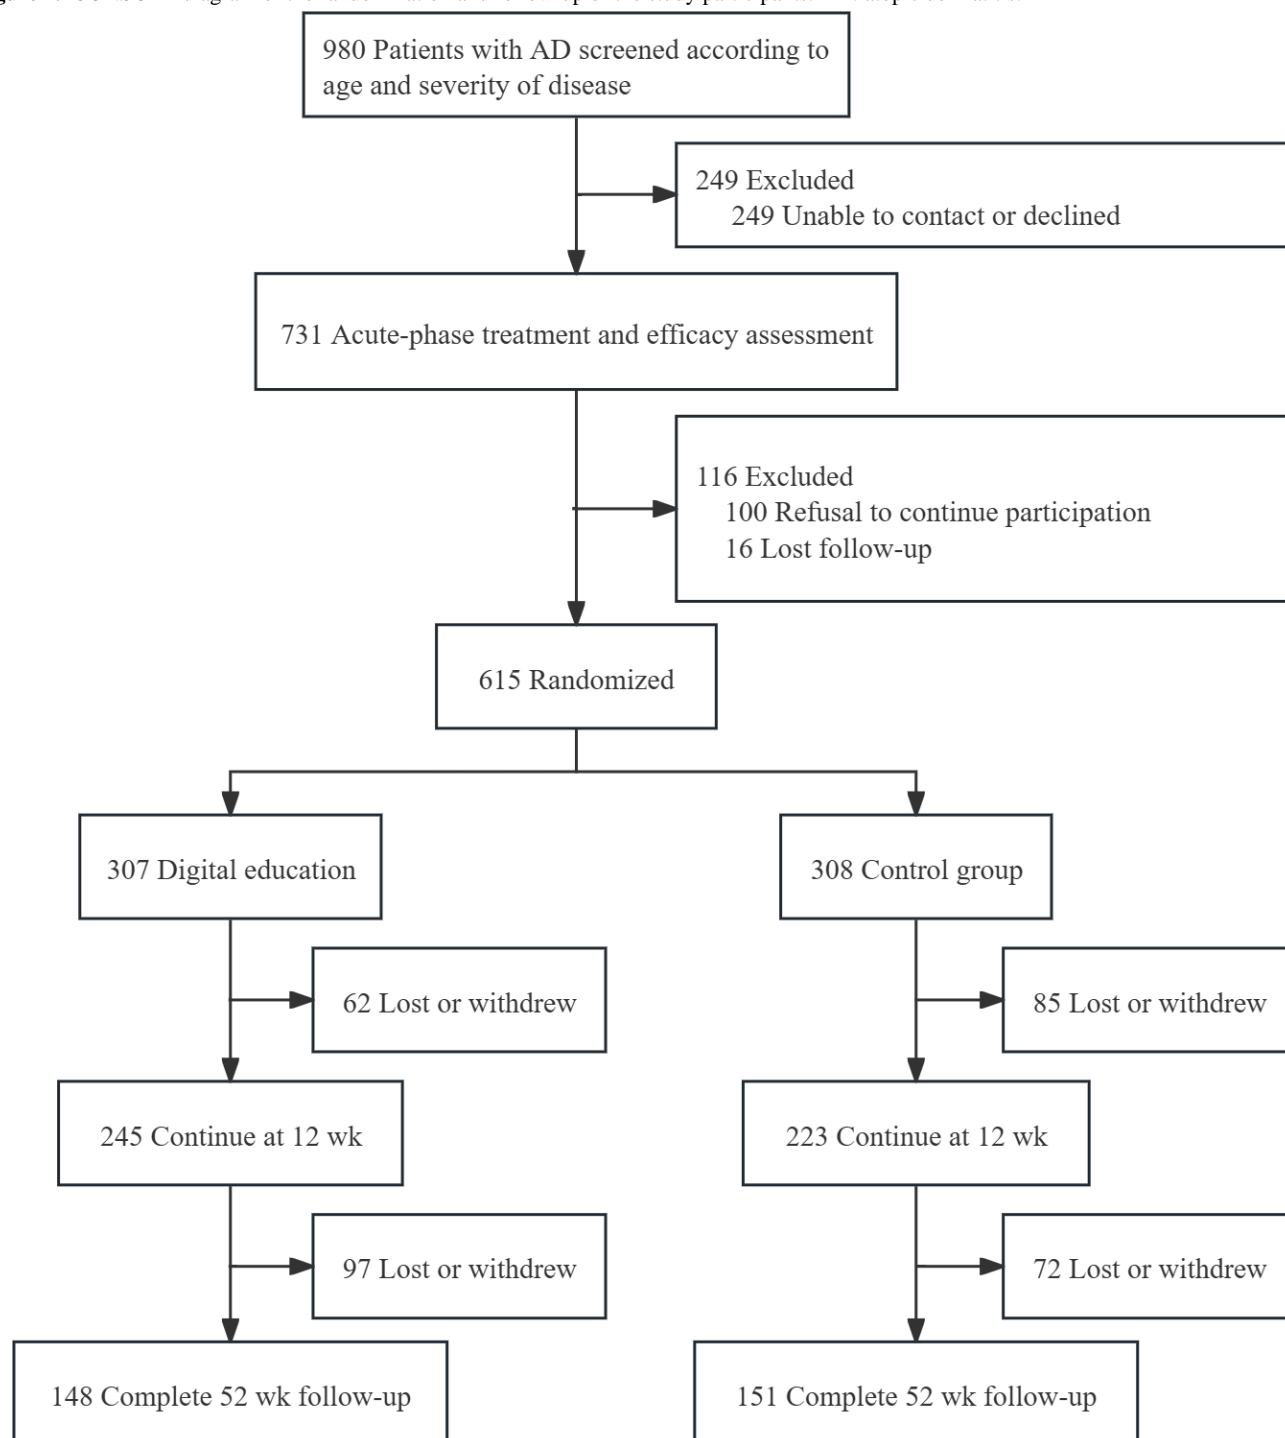 980 Patients with AD screened according to
age and severity of disease
249 Excluded
249 Unable to contact or declined
731 Acute-phase treatment and efficacy assessment
116 Excluded
100 Refusal to continue participation
16 Lost follow-up
615 Randomized
307 Digital education
308 Control group
62 Lost or withdrew
85 Lost or withdrew
245 Continue at 12 wk
223 Continue at 12 wk
97 Lost or withdrew
72 Lost or withdrew
148 Complete 52 wk follow-up
151 Complete 52 wk follow-up